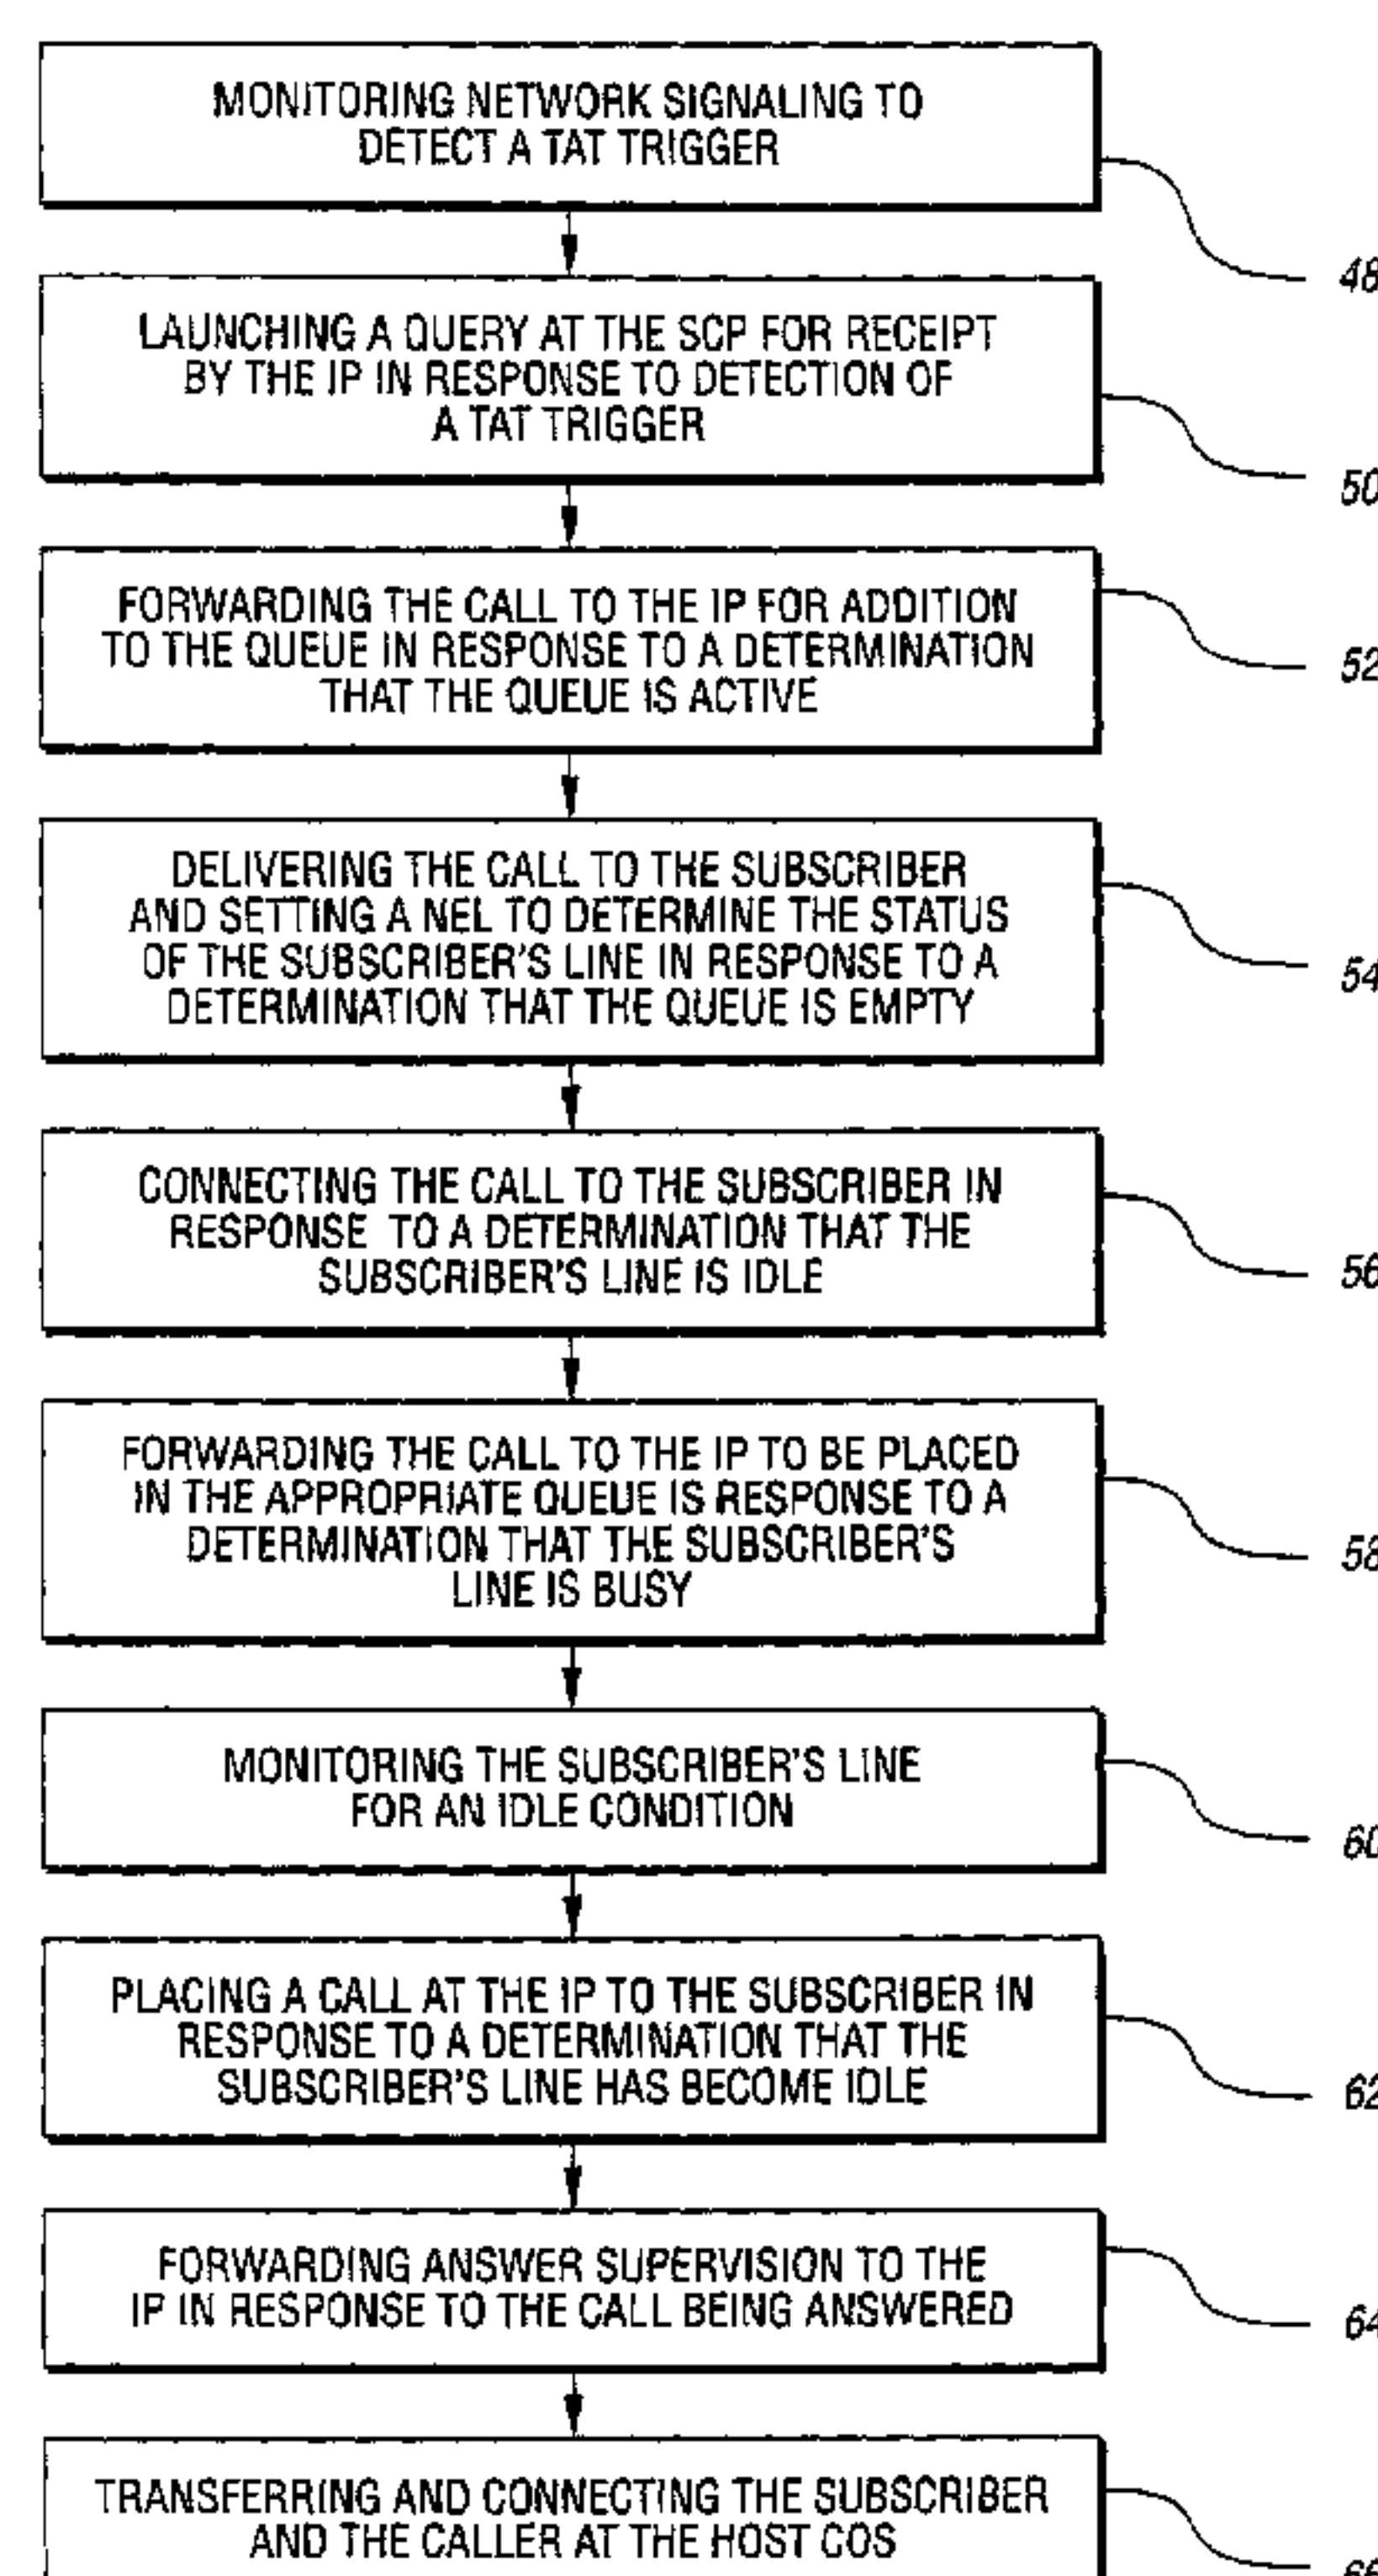 MONITORING NETWORK SIGNALING TO
DETECT A TAT TRIGGER
48
LAUNCHING A QUERY AT THE SCP FOR RECEIPT
BY THE IP IN RESPONSE TO DETECTION OF
A TAT TRIGGER
50
FORWARDING THE CALL TO THE IP FOR ADDITION
TO THE QUEUE IN RESPONSE TO A DETERMINATION
THAT THE QUEUE IS ACTIVE
52
DELIVERING THE CALL TO THE SUBSCRIBER
AND SETTING A NEL TO DETERMINE THE STATUS
OF THE SUBSCRIBER'S LINE IN RESPONSE TO A
DETERMINATION THAT THE QUEUE IS EMPTY
54
CONNECTING THE CALL TO THE SUBSCRIBER IN
RESPONSE TO A DETERMINATION THAT THE
SUBSCRIBER'S LINE IS IDLE
56
FORWARDING THE CALL TO THE IP TO BE PLACED
IN THE APPROPRIATE QUEUE IS RESPONSE TO A
DETERMINATION THAT THE SUBSCRIBER'S
LINE IS BUSY
58
MONITORING THE SUBSCRIBER'S LINE
FOR AN IDLE CONDITION
60
PLACING A CALL AT THE IP TO THE SUBSCRIBER IN
RESPONSE TO A DETERMINATION THAT THE
SUBSCRIBER'S LINE HAS BECOME IDLE
62
FORWARDING ANSWER SUPERVISION TO THE
IP IN RESPONSE TO THE CALL BEING ANSWERED
64
TRANSFERRING AND CONNECTING THE SUBSCRIBER
AND THE CALLER AT THE HOST COS